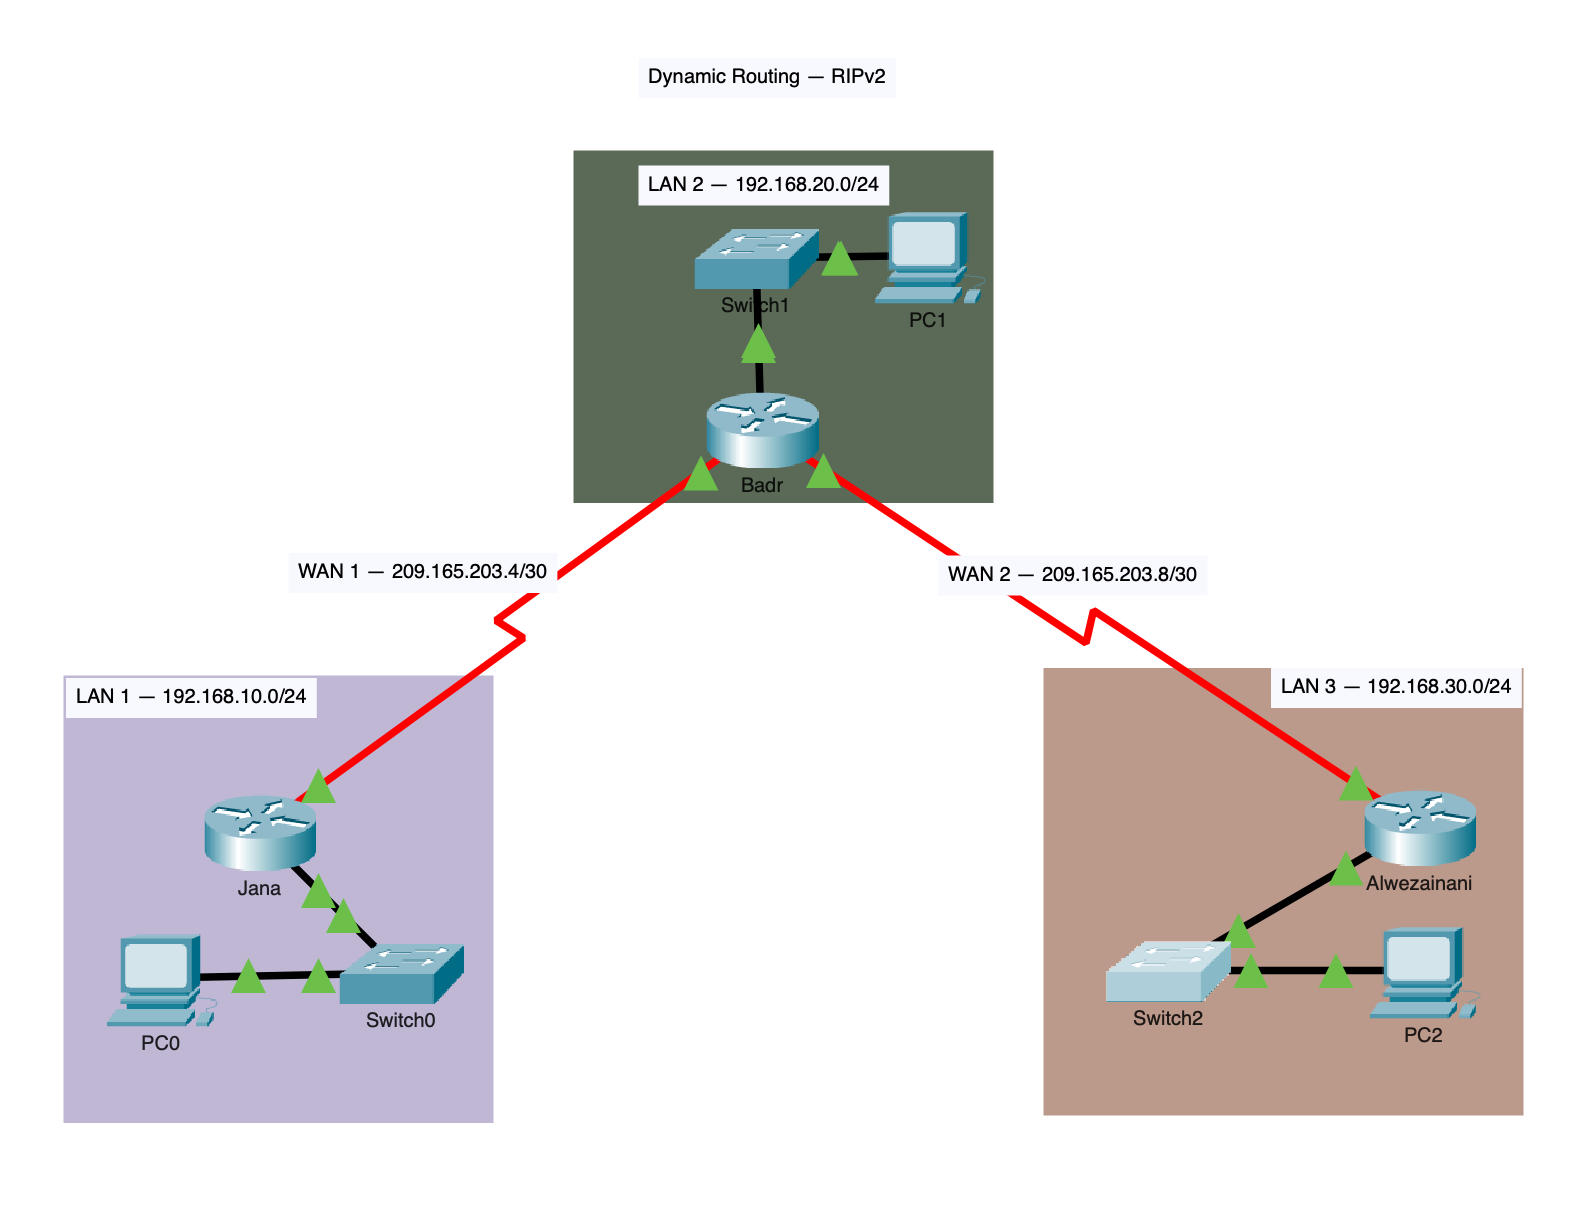 Dynamic Routing — RIPv2
LAN 2 — 192.168.20.0/24
Switch1
PC1
Badr
WAN 1 — 209.165.203.4/30
WAN 2 — 209.165.203.8/30
LAN 1 — 192.168.10.0/24
LAN 3 — 192.168.30.0/24
Jana
Alwezainani
Switch0
PC0
Switch2
PC2